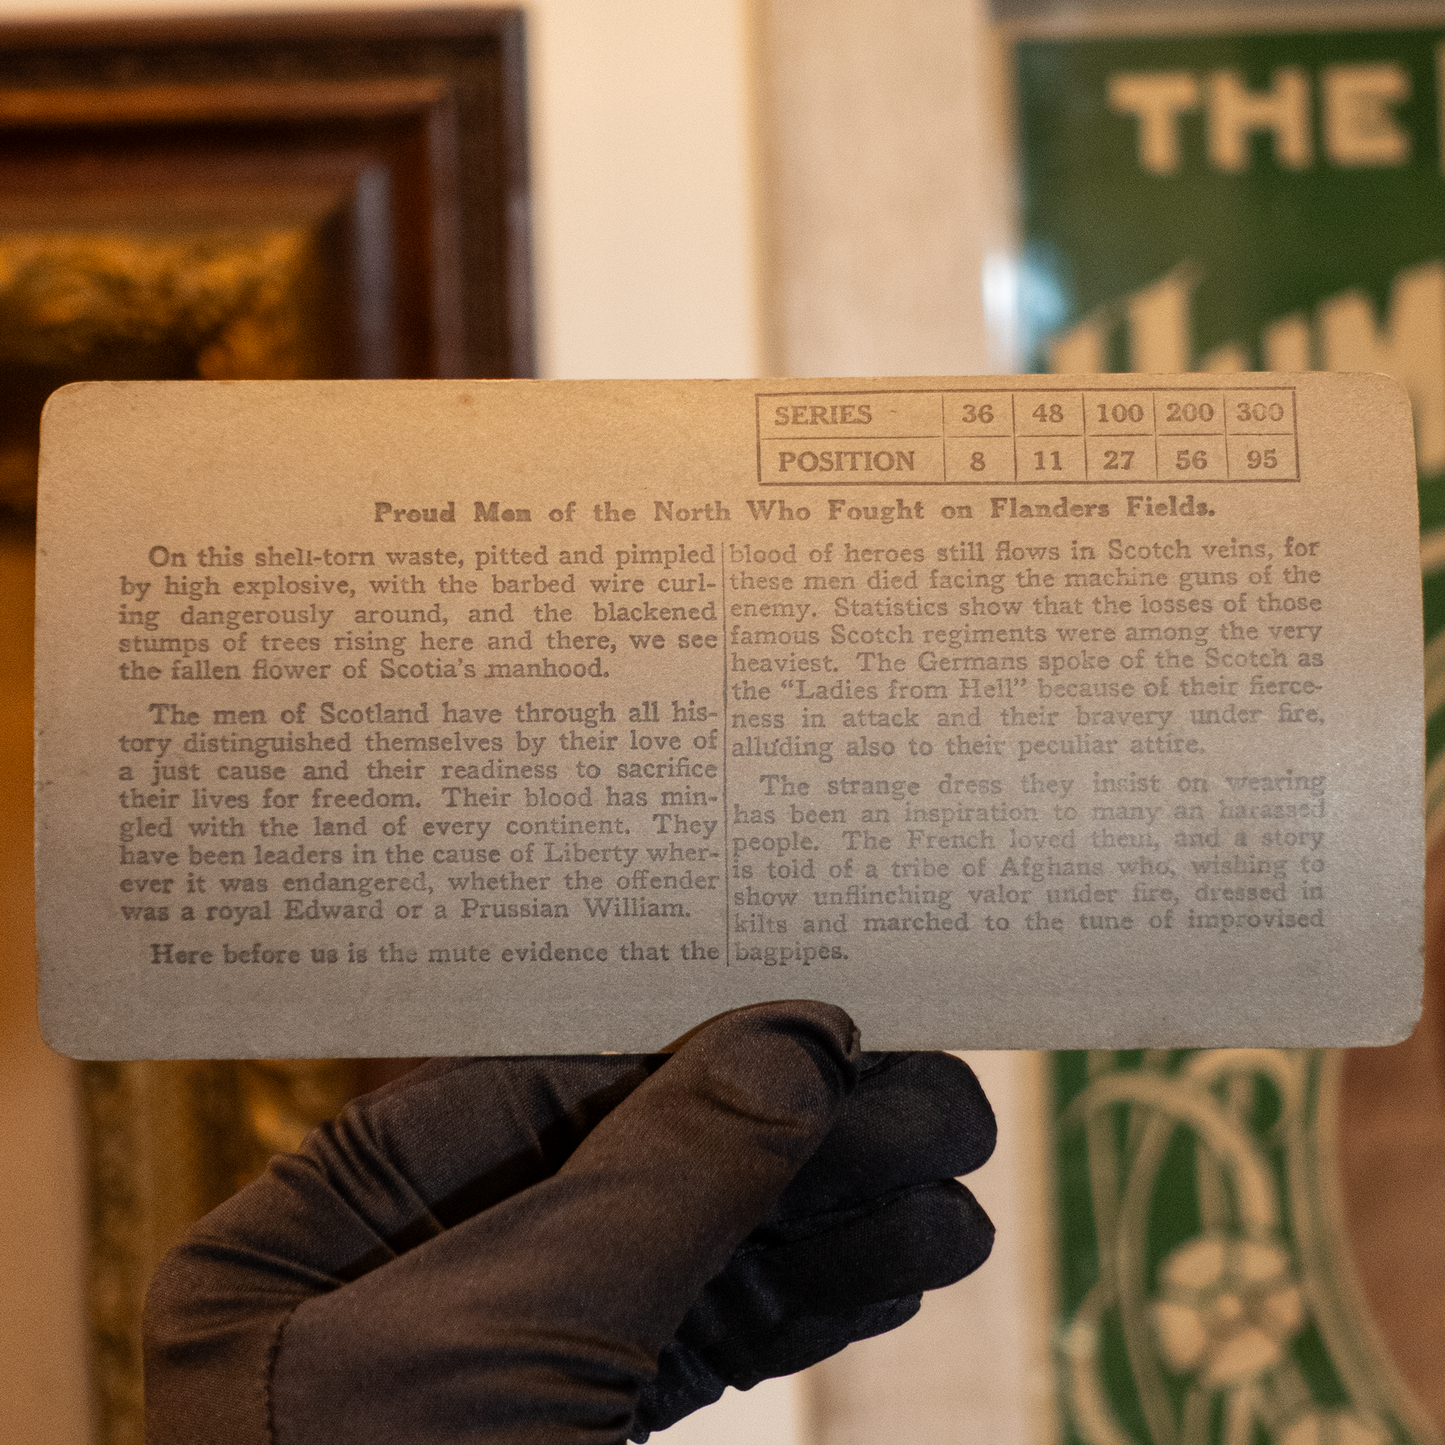 THE
SERIES 36 48 100 200 300
POSITION 8 11 27 56 95
Proud Men of the North Who Fought on Flanders Fields.
On this shell-torn waste, pitted and pimpled
by high explosive, with the barbed wire curl-
ing dangerously around, and the blackened
stumps of trees rising here and there, we see
the fallen flower of Scotia's manhood.
The men of Scotland have through all his-
tory distinguished themselves by their love of
a just cause and their readiness to sacrifice
their lives for freedom. Their blood has min-
gled with the land of every continent. They
have been leaders in the cause of Liberty wher-
ever it was endangered, whether the offender
was a royal Edward or a Prussian William.
Here before us is the mute evidence that the
blood of heroes still flows in Scotch veins, for
these men died facing the machine guns of the
enemy. Statistics show that the losses of those
famous Scotch regiments were among the very
heaviest. The Germans spoke of the Scotch as
the "Ladies from Hell" because of their fierce-
ness in attack and their bravery under fire,
alluding also to their peculiar attire.
The strange dress they insist on wearing
has been an inspiration to many an harassed
people. The French loved them, and a story
is told of a tribe of Afghans who, wishing to
show unflinching valor under fire, dressed in
kilts and marched to the tune of improvised
bagpipes.